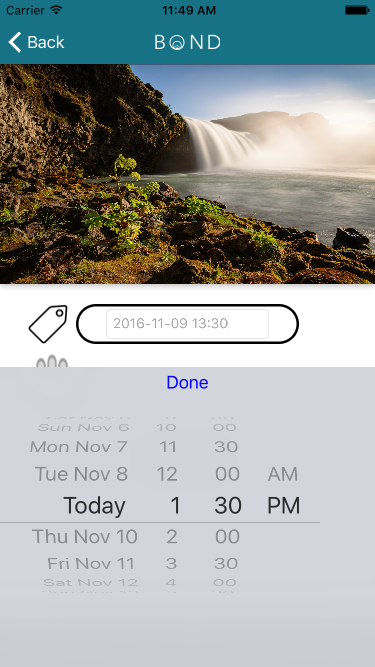 Carrier 11:49 AM
Back BOND
2016-11-09 13:30
Done
Sun Nov 6 10 00
Mon Nov 7 11 30
Tue Nov 8 12 00 AM
Today 1 30 PM
Thu Nov 10 2 00
Fri Nov 11 3 30
Sat Nov 12 4 00